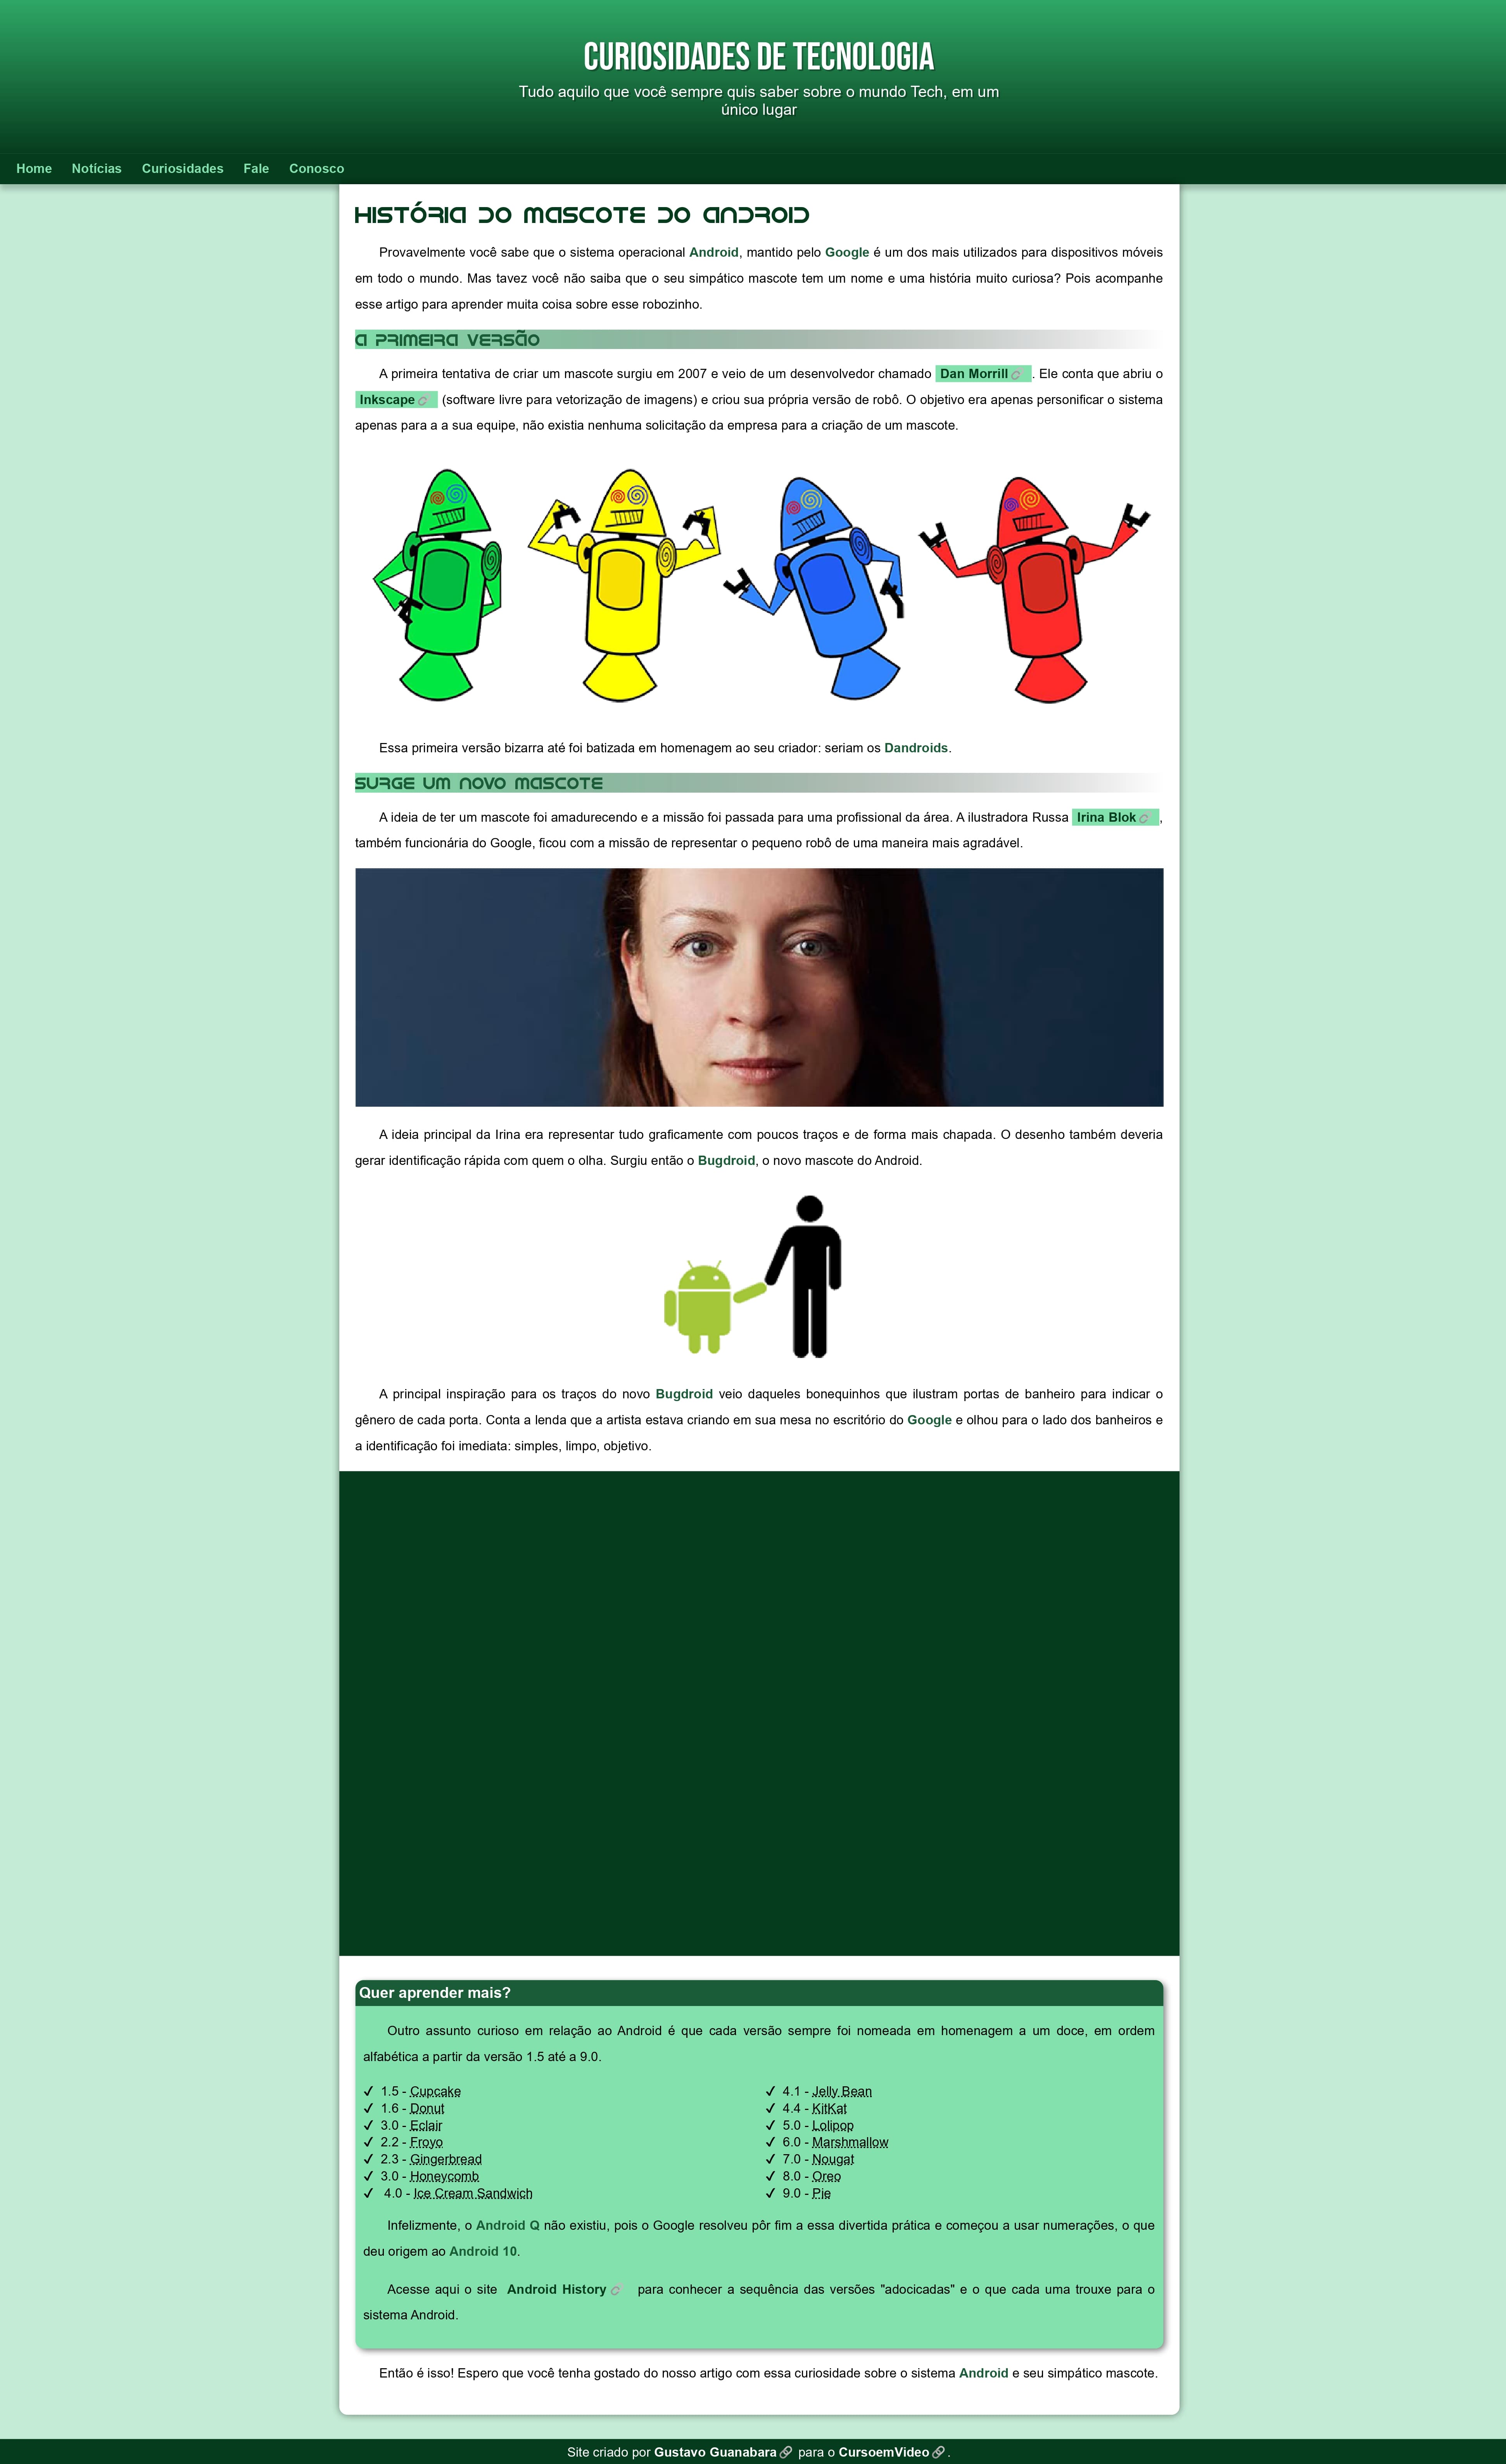 CURIOSIDADES DE TECNOLOGIA
Tudo aquilo que você sempre quis saber sobre o mundo Tech, em um
único lugar
Home Notícias Curiosidades Fale Conosco
HISTÓRIA DO MASCOTE DO ANDROID
Provavelmente você sabe que o sistema operacional Android, mantido pelo Google é um dos mais utilizados para dispositivos móveis
em todo o mundo. Mas tavez você não saiba que o seu simpático mascote tem um nome e uma história muito curiosa? Pois acompanhe
esse artigo para aprender muita coisa sobre esse robozinho.
A PRIMEIRA VERSÃO
A primeira tentativa de criar um mascote surgiu em 2007 e veio de um desenvolvedor chamado Dan Morrill. Ele conta que abriu o
Inkscape (software livre para vetorização de imagens) e criou sua própria versão de robô. O objetivo era apenas personificar o sistema
apenas para a a sua equipe, não existia nenhuma solicitação da empresa para a criação de um mascote.
Essa primeira versão bizarra até foi batizada em homenagem ao seu criador: seriam os Dandroids.
SURGE UM NOVO MASCOTE
A ideia de ter um mascote foi amadurecendo e a missão foi passada para uma profissional da área. A ilustradora Russa Irina Blok,
também funcionária do Google, ficou com a missão de representar o pequeno robô de uma maneira mais agradável.
A ideia principal da Irina era representar tudo graficamente com poucos traços e de forma mais chapada. O desenho também deveria
gerar identificação rápida com quem o olha. Surgiu então o Bugdroid, o novo mascote do Android.
A principal inspiração para os traços do novo Bugdroid veio daqueles bonequinhos que ilustram portas de banheiro para indicar o
gênero de cada porta. Conta a lenda que a artista estava criando em sua mesa no escritório do Google e olhou para o lado dos banheiros e
a identificação foi imediata: simples, limpo, objetivo.
Quer aprender mais?
Outro assunto curioso em relação ao Android é que cada versão sempre foi nomeada em homenagem a um doce, em ordem
alfabética a partir da versão 1.5 até a 9.0.
✓ 1.5 - Cupcake
✓ 1.6 - Donut
✓ 3.0 - Eclair
✓ 2.2 - Froyo
✓ 2.3 - Gingerbread
✓ 3.0 - Honeycomb
✓ 4.0 - Ice Cream Sandwich
✓ 4.1 - Jelly Bean
✓ 4.4 - KitKat
✓ 5.0 - Lolipop
✓ 6.0 - Marshmallow
✓ 7.0 - Nougat
✓ 8.0 - Oreo
✓ 9.0 - Pie
Infelizmente, o Android Q não existiu, pois o Google resolveu pôr fim a essa divertida prática e começou a usar numerações, o que
deu origem ao Android 10.
Acesse aqui o site Android History para conhecer a sequência das versões "adocicadas" e o que cada uma trouxe para o
sistema Android.
Então é isso! Espero que você tenha gostado do nosso artigo com essa curiosidade sobre o sistema Android e seu simpático mascote.
Site criado por Gustavo Guanabara para o CursoemVideo.